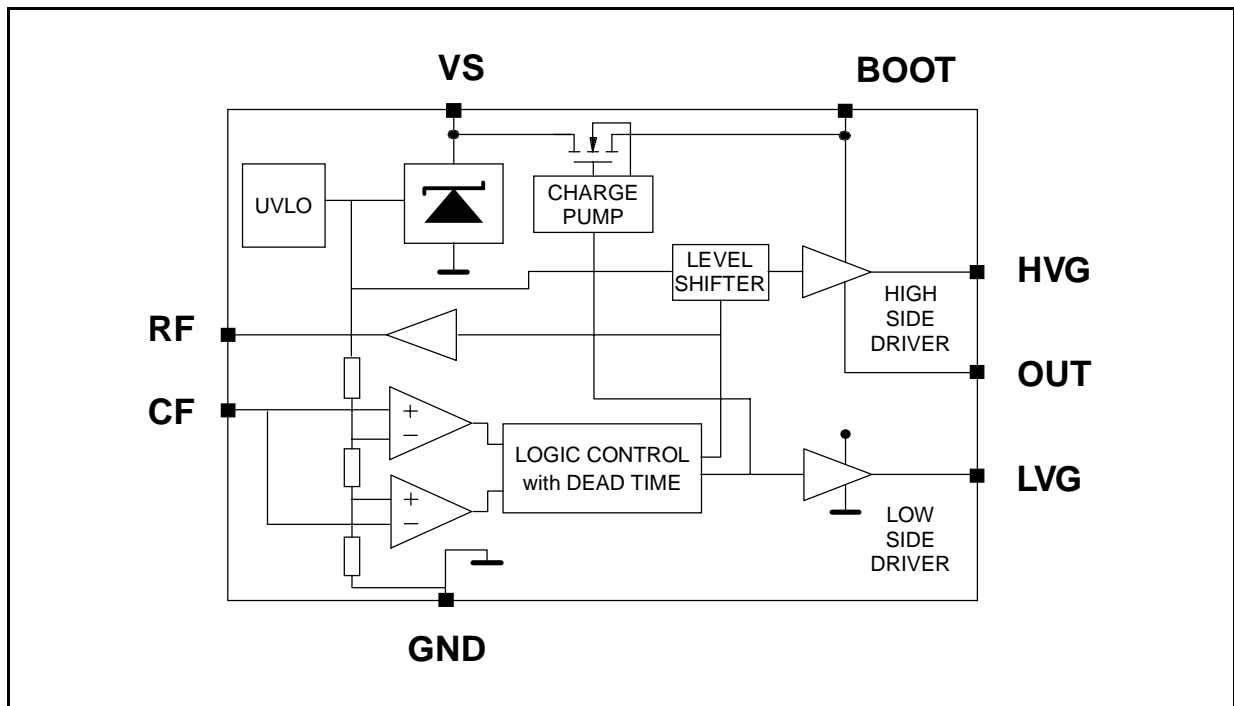 VS
BOOT
UVLO
CHARGE
PUMP
LEVEL
SHIFTER
HVG
HIGH
SIDE
DRIVER
RF
OUT
CF
+
−
LOGIC CONTROL
with DEAD TIME
+
−
LVG
LOW
SIDE
DRIVER
GND